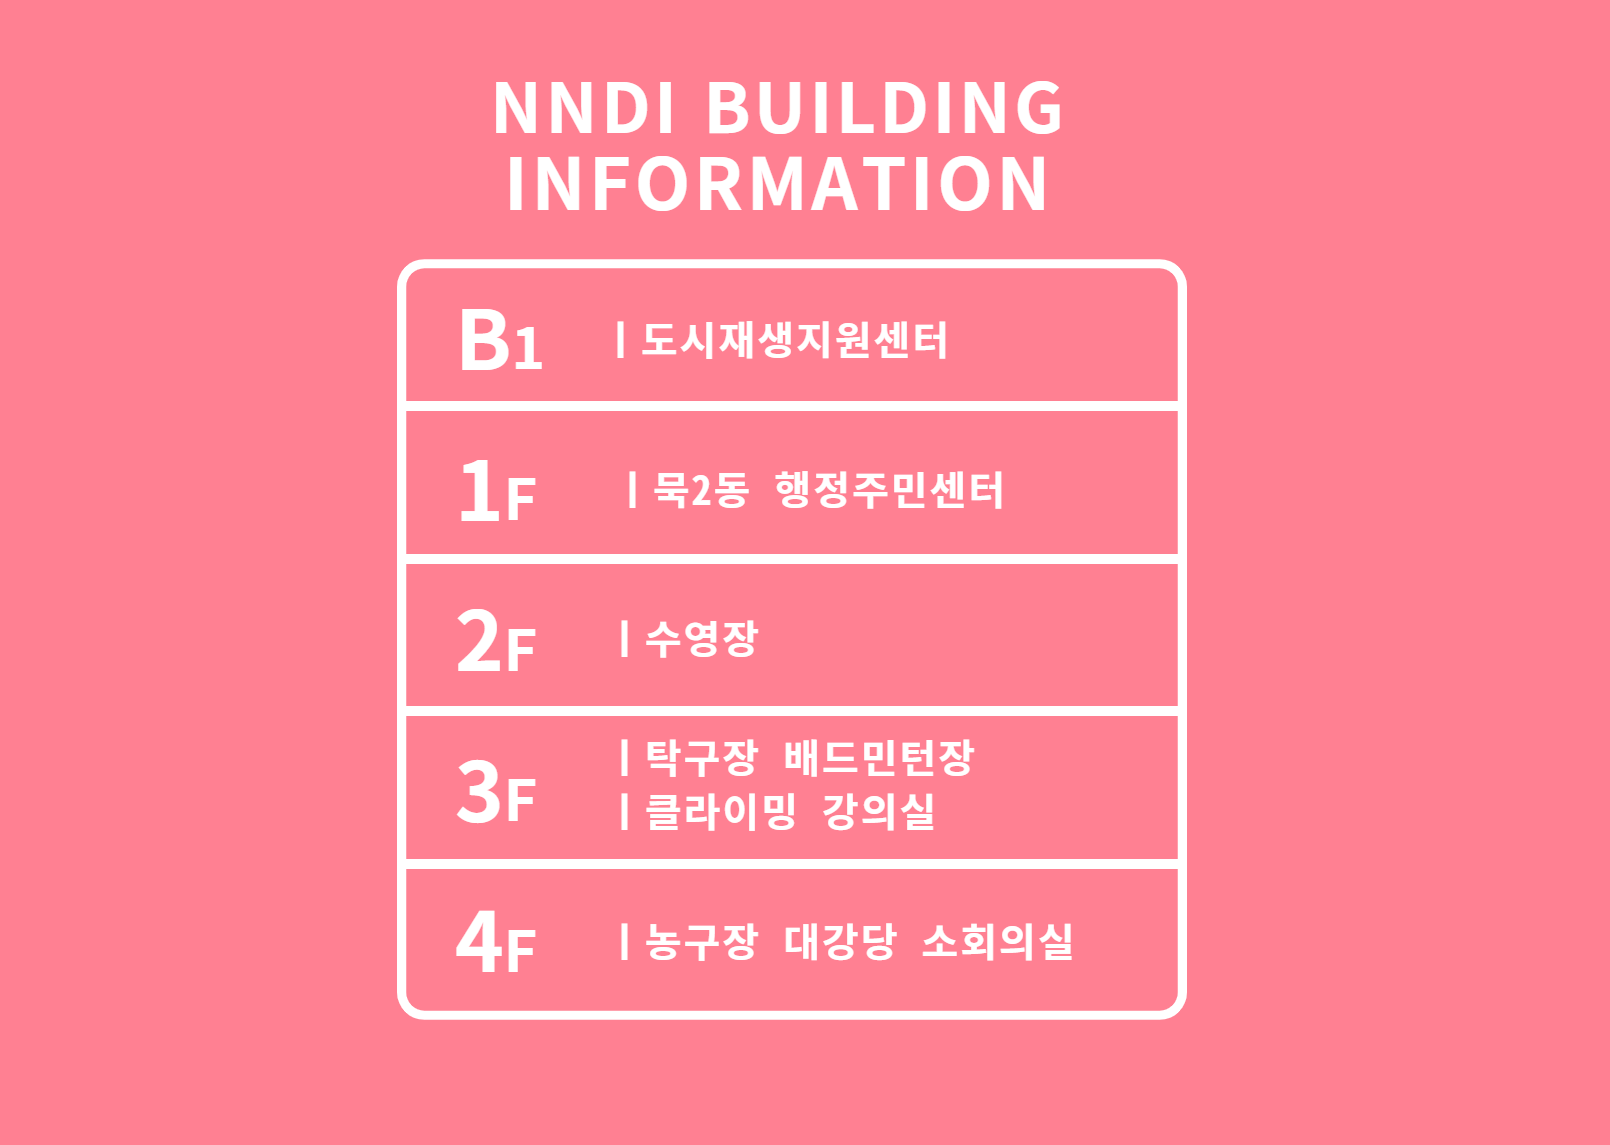 NNDI BUILDING
INFORMATION
B1 | 도시재생지원센터
1F | 묵2동 행정주민센터
2F | 수영장
3F | 탁구장 배드민턴장
| 클라이밍 강의실
4F | 농구장 대강당 소회의실